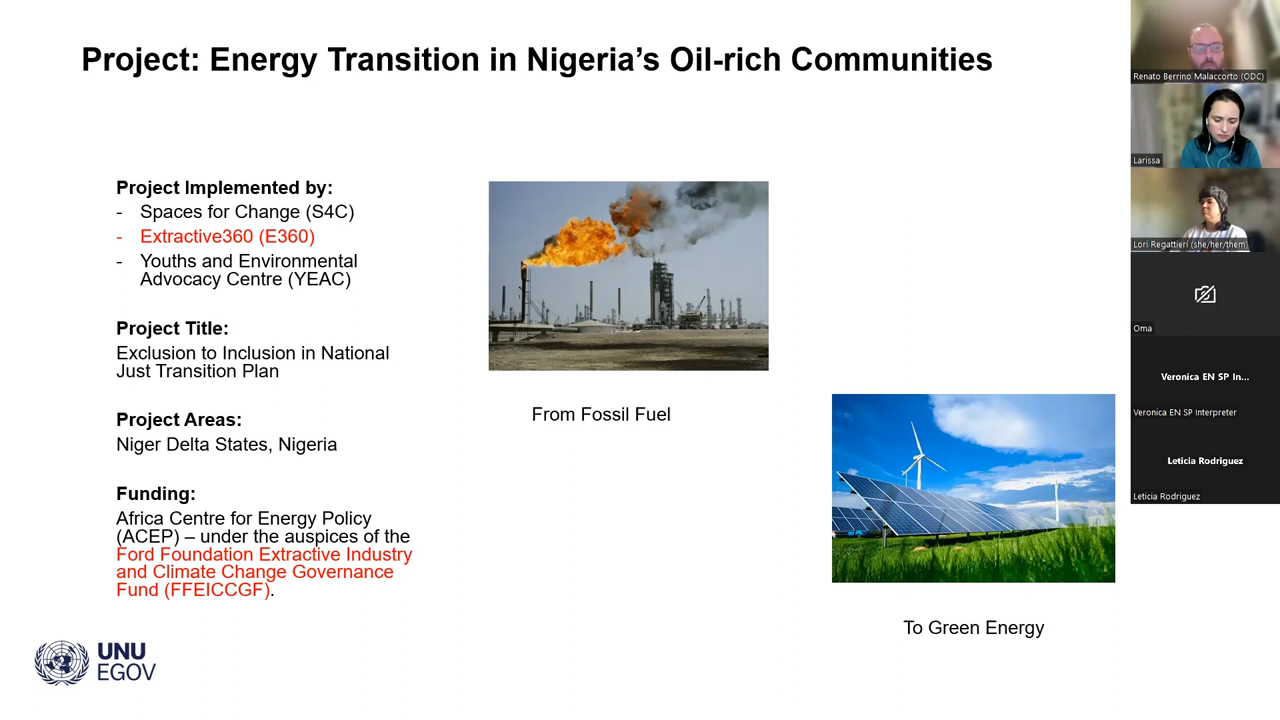 Project: Energy Transition in Nigeria’s Oil-rich Communities
Project Implemented by:
- Spaces for Change (S4C)
- Extractive360 (E360)
- Youths and Environmental
Advocacy Centre (YEAC)
Project Title:
Exclusion to Inclusion in National
Just Transition Plan
Project Areas:
Niger Delta States, Nigeria
Funding:
Africa Centre for Energy Policy
(ACEP) – under the auspices of the
Ford Foundation Extractive Industry
and Climate Change Governance
Fund (FFEICCGF).
From Fossil Fuel
To Green Energy
UNU
EGOV
Renato Berrino Malaccorto (ODC)
Larissa
Lori Regattieri (she/her/them)
Oma
Veronica EN SP In...
Veronica EN SP Interpreter
Leticia Rodriguez
Leticia Rodriguez